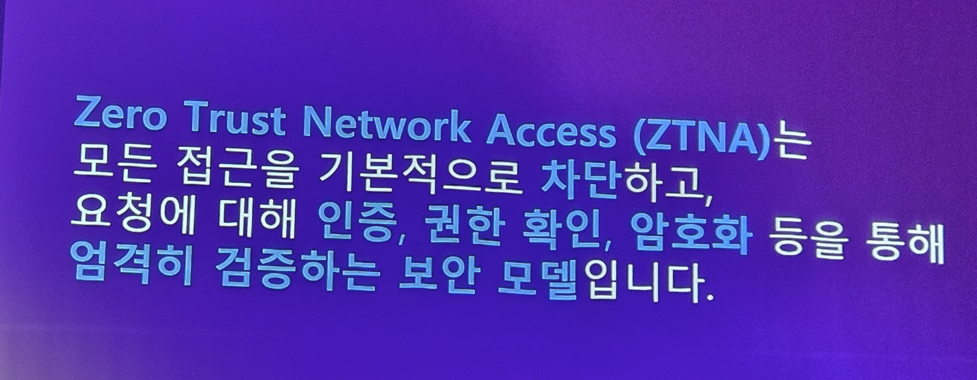 Zero Trust Network Access (ZTNA)는
모든 접근을 기본적으로 차단하고,
요청에 대해 인증, 권한 확인, 암호화 등을 통해
엄격히 검증하는 보안 모델입니다.